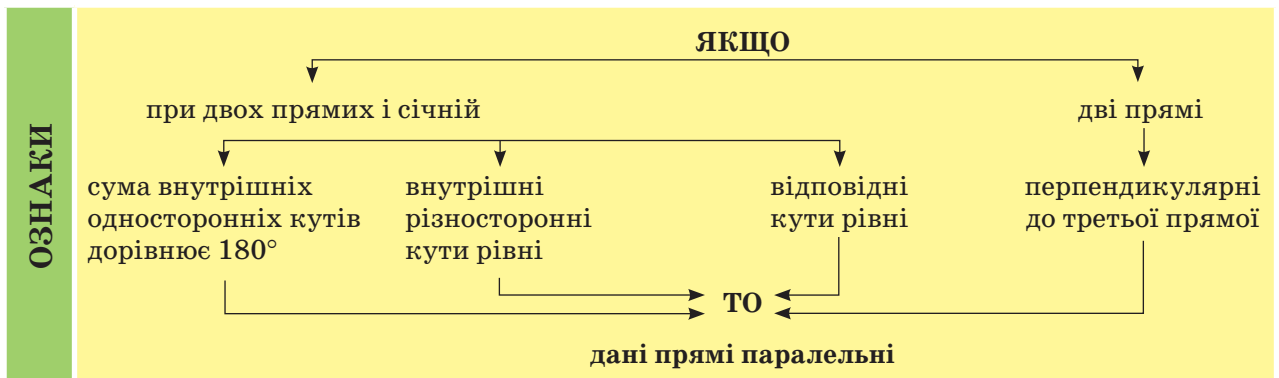 ОЗНАКИ
ЯКЩО
при двох прямих і січній
дві прямі
сума внутрішніх
односторонніх кутів
дорівнює 180°
внутрішні
різносторонні
кути рівні
відповідні
кути рівні
перпендикулярні
до третьої прямої
ТО
дані прямі паралельні